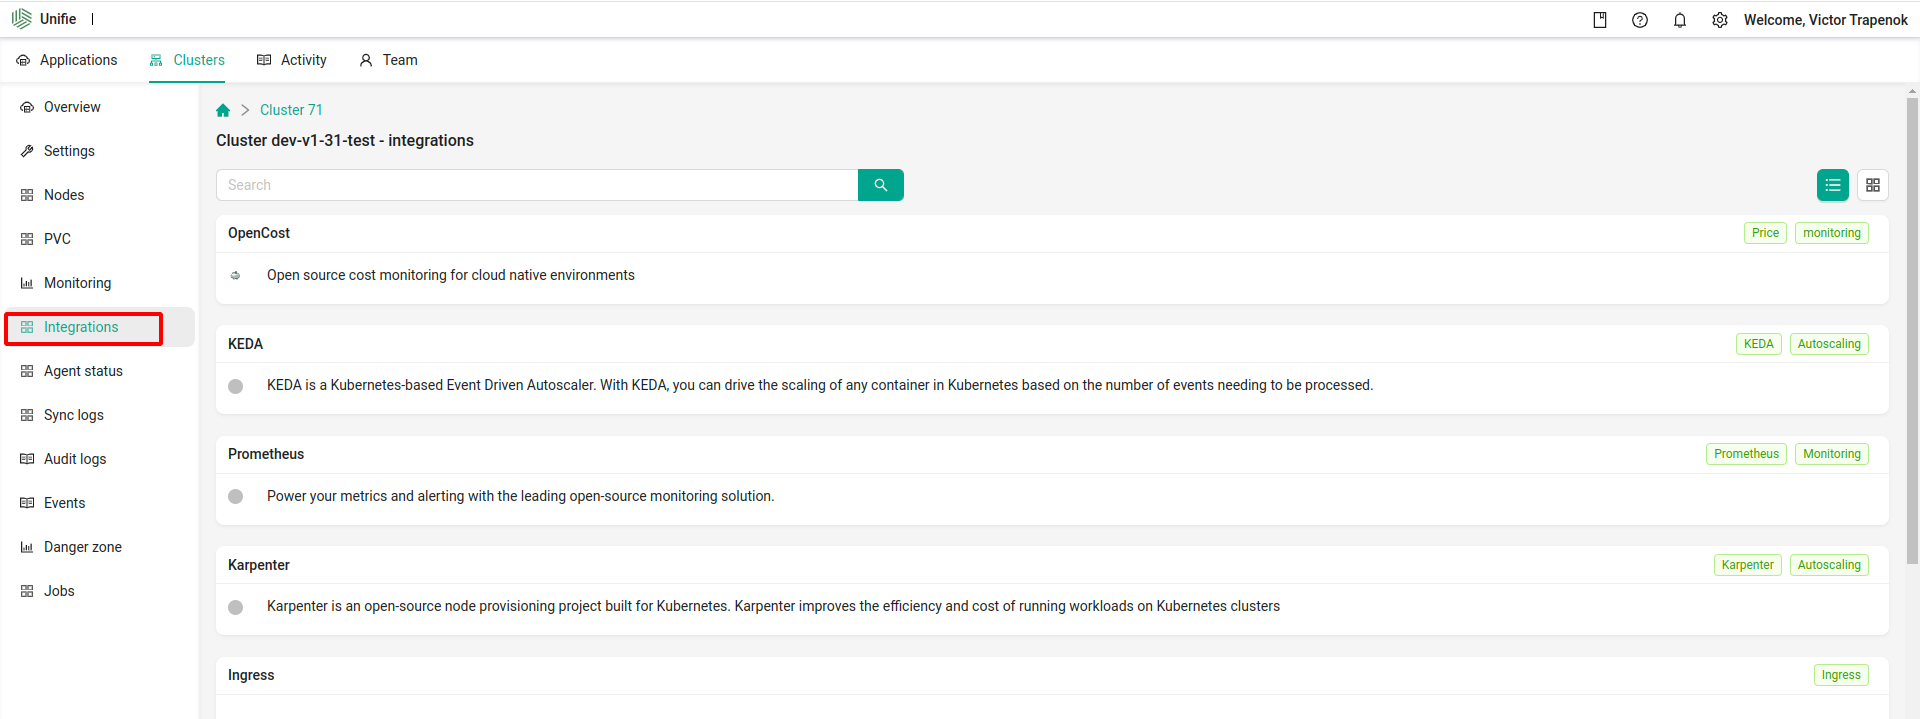 Unifie
Welcome, Victor Trapenok
Applications
Clusters
Activity
Team
Overview
Settings
Nodes
PVC
Monitoring
Integrations
Agent status
Sync logs
Audit logs
Events
Danger zone
Jobs
Cluster 71
Cluster dev-v1-31-test - integrations
Search
OpenCost
Price
monitoring
Open source cost monitoring for cloud native environments
KEDA
KEDA
Autoscaling
KEDA is a Kubernetes-based Event Driven Autoscaler. With KEDA, you can drive the scaling of any container in Kubernetes based on the number of events needing to be processed.
Prometheus
Prometheus
Monitoring
Power your metrics and alerting with the leading open-source monitoring solution.
Karpenter
Karpenter
Autoscaling
Karpenter is an open-source node provisioning project built for Kubernetes. Karpenter improves the efficiency and cost of running workloads on Kubernetes clusters
Ingress
Ingress